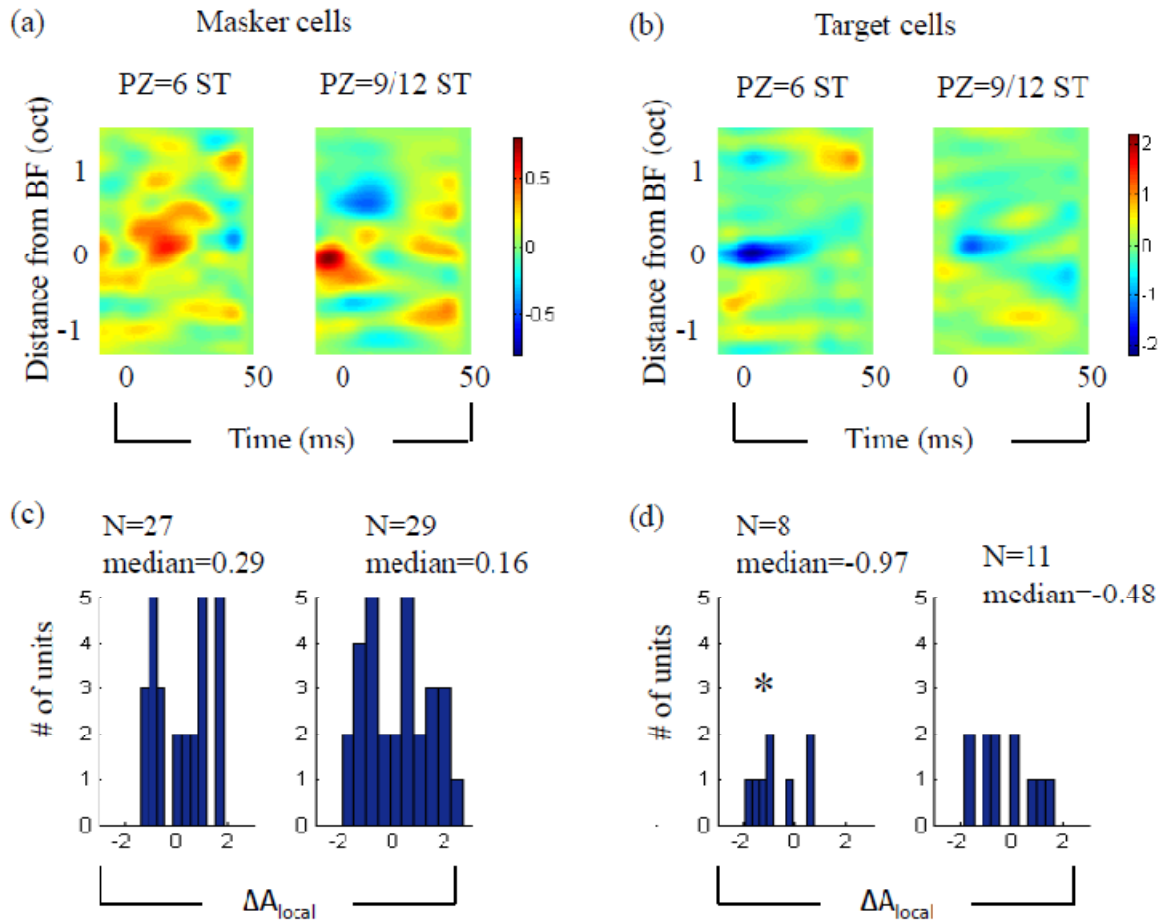 (a) Masker cells
(b) Target cells
PZ=6 ST
PZ=9/12 ST
PZ=6 ST
PZ=9/12 ST
Distance from BF (oct)
1
0
-1
0.5
0
-0.5
Distance from BF (oct)
1
0
-1
2
1
0
-1
-2
0 50
0 50
0 50
0 50
Time (ms)
Time (ms)
(c)
N=27
median=0.29
N=29
median=0.16
(d)
N=8
median=-0.97
N=11
median=-0.48
# of units
5
4
3
2
1
0
5
4
3
2
1
0
# of units
5
4
3
2
1
0
*
5
4
3
2
1
0
-2 0 2
-2 0 2
-2 0 2
-2 0 2
ΔAlocal
ΔAlocal